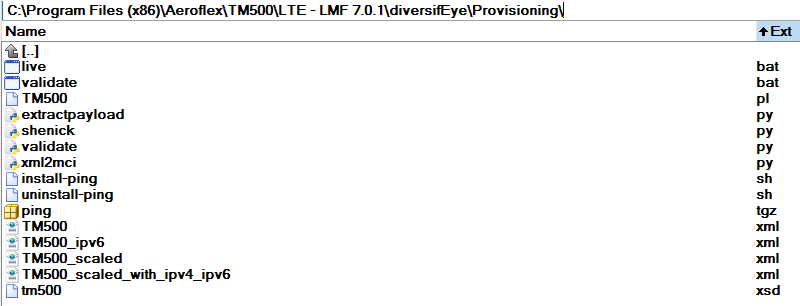 C:\Program Files (x86)\Aeroflex\TM500\LTE - LMF 7.0.1\diversifEye\Provisioning\
Name Ext
[..]
live bat
validate bat
TM500 pl
extractpayload py
shenick py
validate py
xml2mci py
install-ping sh
uninstall-ping sh
ping tgz
TM500 xml
TM500_ipv6 xml
TM500_scaled xml
TM500_scaled_with_ipv4_ipv6 xml
tm500 xsd